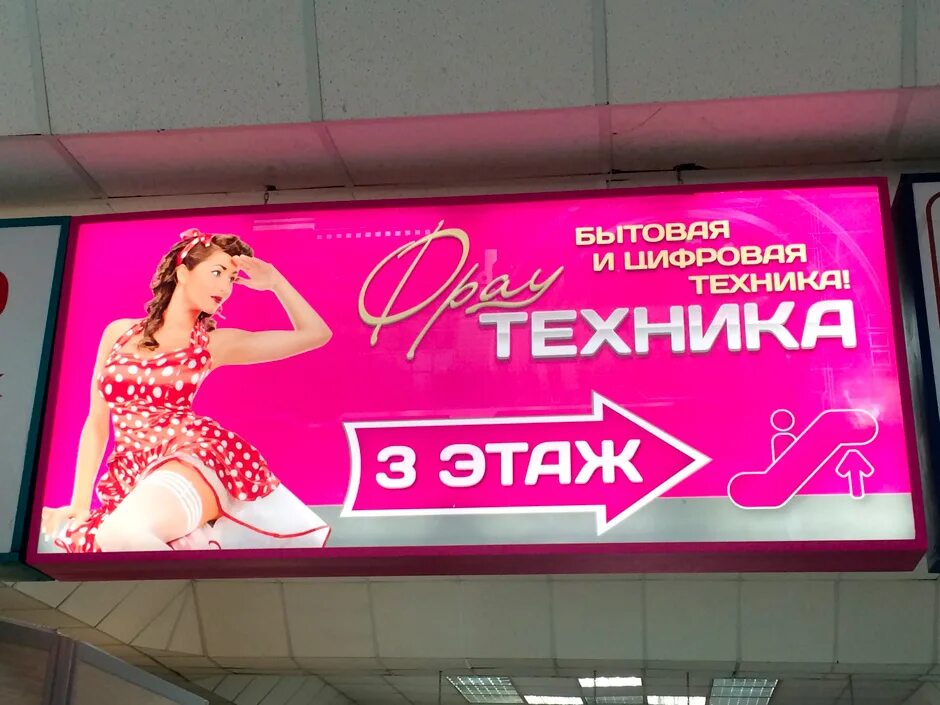 БЫТОВАЯ
И ЦИФРОВАЯ
ТЕХНИКА!
Фрау
ТЕХНИКА
3 ЭТАЖ